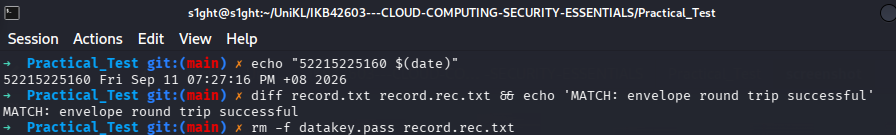 s1ght@s1ght:~/UniKL/IKB42603---CLOUD-COMPUTING-SECURITY-ESSENTIALS/Practical_Test
Session Actions Edit View Help
→ Practical_Test git:(main) ✗ echo "52215225160 $(date)"
52215225160 Fri Sep 11 07:27:16 PM +08 2026
→ Practical_Test git:(main) ✗ diff record.txt record.rec.txt && echo 'MATCH: envelope round trip successful'
MATCH: envelope round trip successful
→ Practical_Test git:(main) ✗ rm -f datakey.pass record.rec.txt